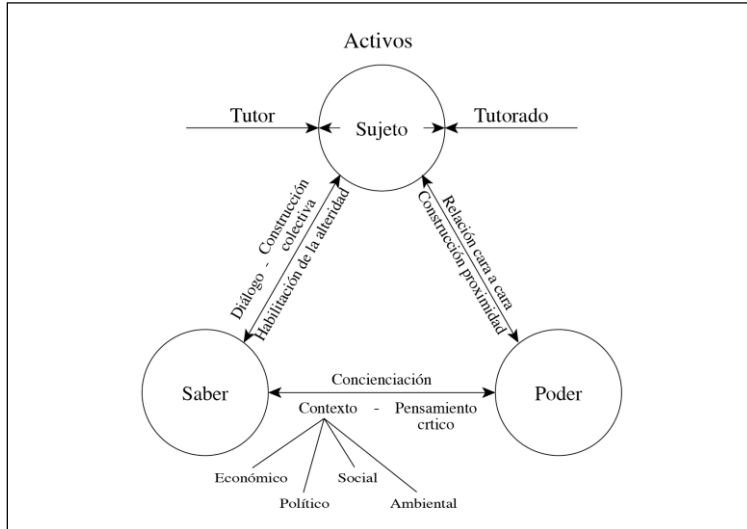 Activos
Tutor
Sujeto
Tutorado
Diálogo - Construcción
colectiva
Habilitación de la alteridad
Relación cara a cara
Construcción proximidad
Saber
Concienciación
Poder
Contexto - Pensamiento
crtico
Económico
Social
Político
Ambiental